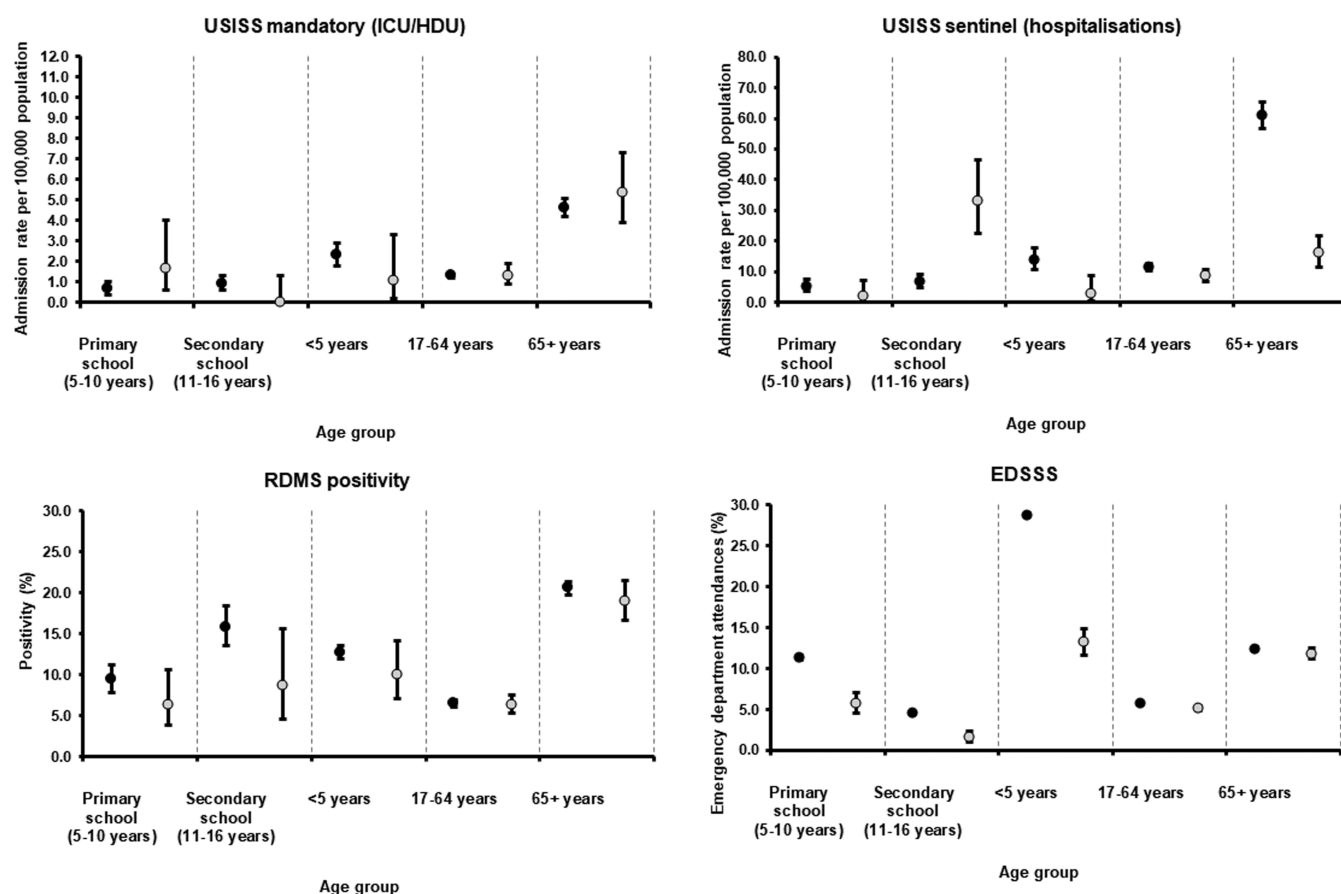 USISS mandatory (ICU/HDU)
Admission rate per 100,000 population
12.0
11.0
10.0
9.0
8.0
7.0
6.0
5.0
4.0
3.0
2.0
1.0
0.0
Primary school (5-10 years)
Secondary school (11-16 years)
<5 years
17-64 years
65+ years
Age group
USISS sentinel (hospitalisations)
Admission rate per 100,000 population
80.0
70.0
60.0
50.0
40.0
30.0
20.0
10.0
0.0
Primary school (5-10 years)
Secondary school (11-16 years)
<5 years
17-64 years
65+ years
Age group
RDMS positivity
Positivity (%)
30.0
25.0
20.0
15.0
10.0
5.0
0.0
Primary school (5-10 years)
Secondary school (11-16 years)
<5 years
17-64 years
65+ years
Age group
EDSSS
Emergency department attendances (%)
30.0
25.0
20.0
15.0
10.0
5.0
0.0
Primary school (5-10 years)
Secondary school (11-16 years)
<5 years
17-64 years
65+ years
Age group